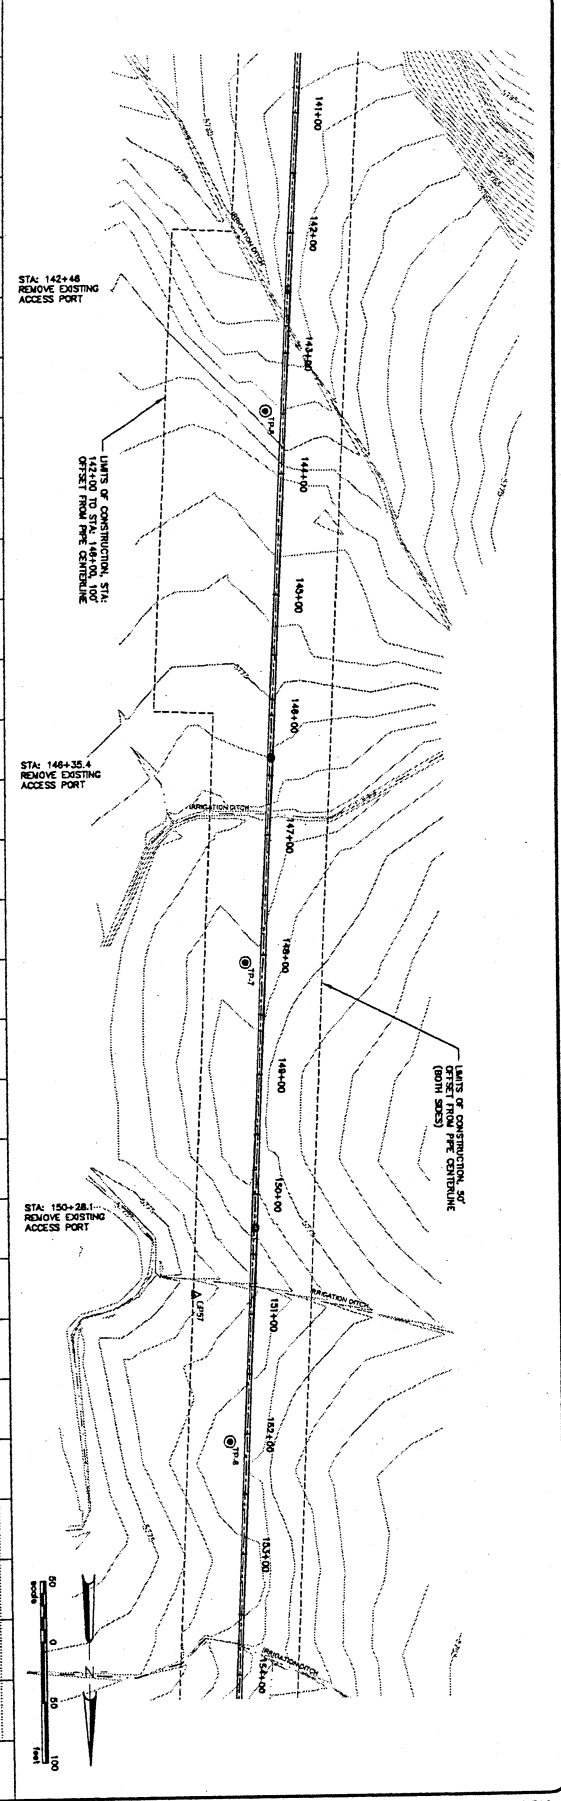 141+00
142+00
IRRIGATION DITCH
STA: 142+46
REMOVE EXISTING
ACCESS PORT
143+00
144+00
LIMITS OF CONSTRUCTION, STA:
142+00 TO STA: 146+00, 100'
OFFSET FROM PIPE CENTERLINE
145+00
5775
146+00
STA: 146+35.4
REMOVE EXISTING
ACCESS PORT
IRRIGATION DITCH
147+00
148+00
TP-7
LIMITS OF CONSTRUCTION, 50'
OFFSET FROM PIPE CENTERLINE
(BOTH SIDES)
149+00
150+00
STA: 150+28.1
REMOVE EXISTING
ACCESS PORT
IRRIGATION DITCH
151+00
152+00
153+00
IRRIGATION DITCH
154+00
N
50 0 50 100
scale feet